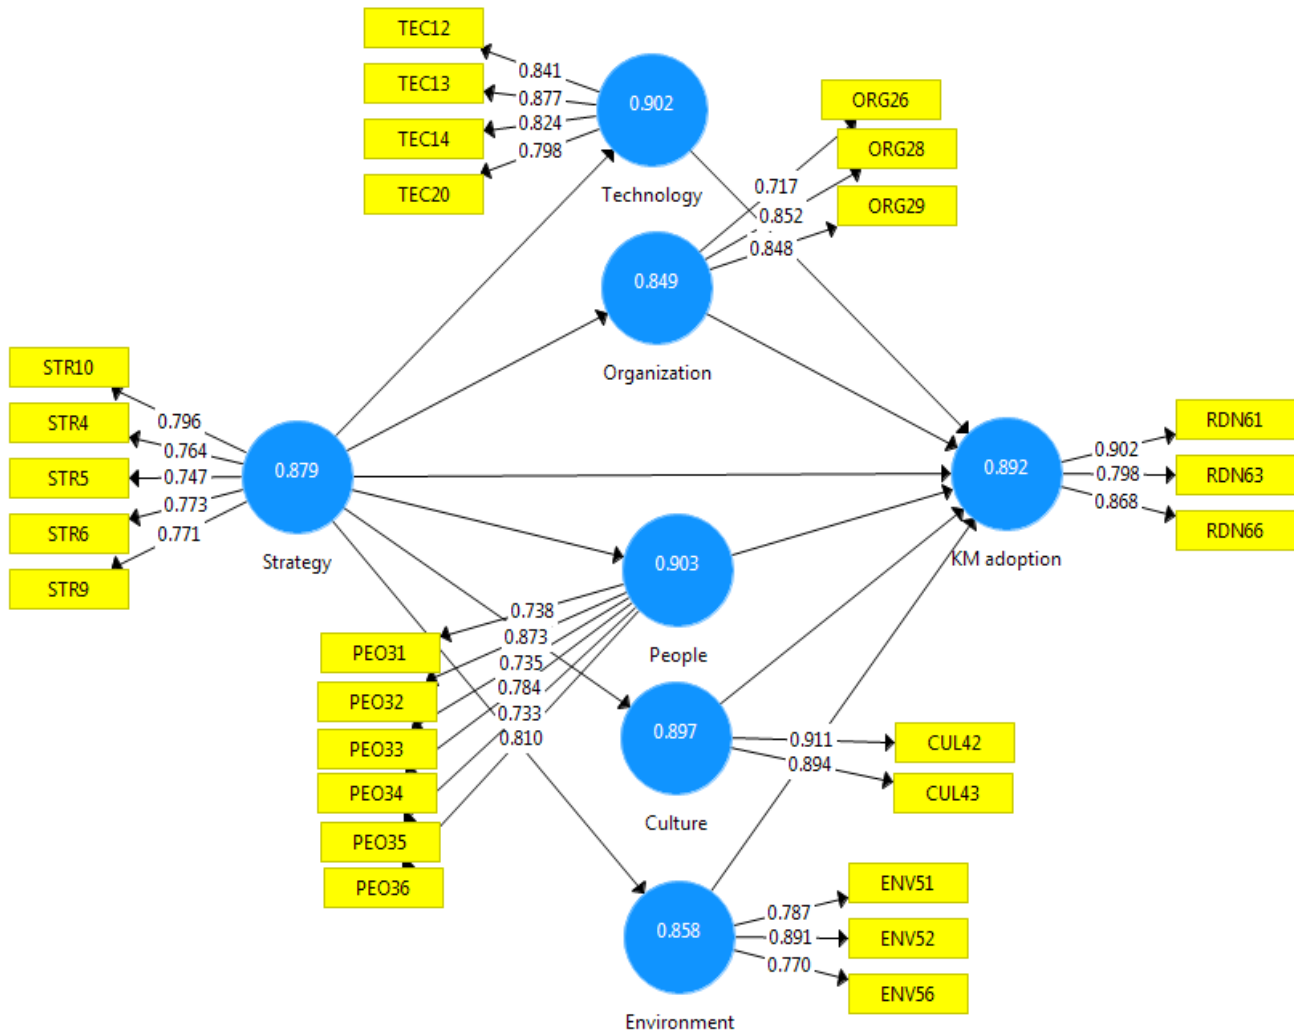 TEC12
TEC13
TEC14
TEC20
0.841
0.877
0.824
0.798
0.902
Technology
ORG26
ORG28
ORG29
0.717
0.852
0.848
0.849
Organization
STR10
STR4
STR5
STR6
STR9
0.796
0.764
0.747
0.773
0.771
0.879
Strategy
0.892
KM adoption
0.902
0.798
0.868
RDN61
RDN63
RDN66
0.903
People
0.738
0.873
0.735
0.784
0.733
0.810
PEO31
PEO32
PEO33
PEO34
PEO35
PEO36
0.897
Culture
0.911
0.894
CUL42
CUL43
0.858
Environment
0.787
0.891
0.770
ENV51
ENV52
ENV56